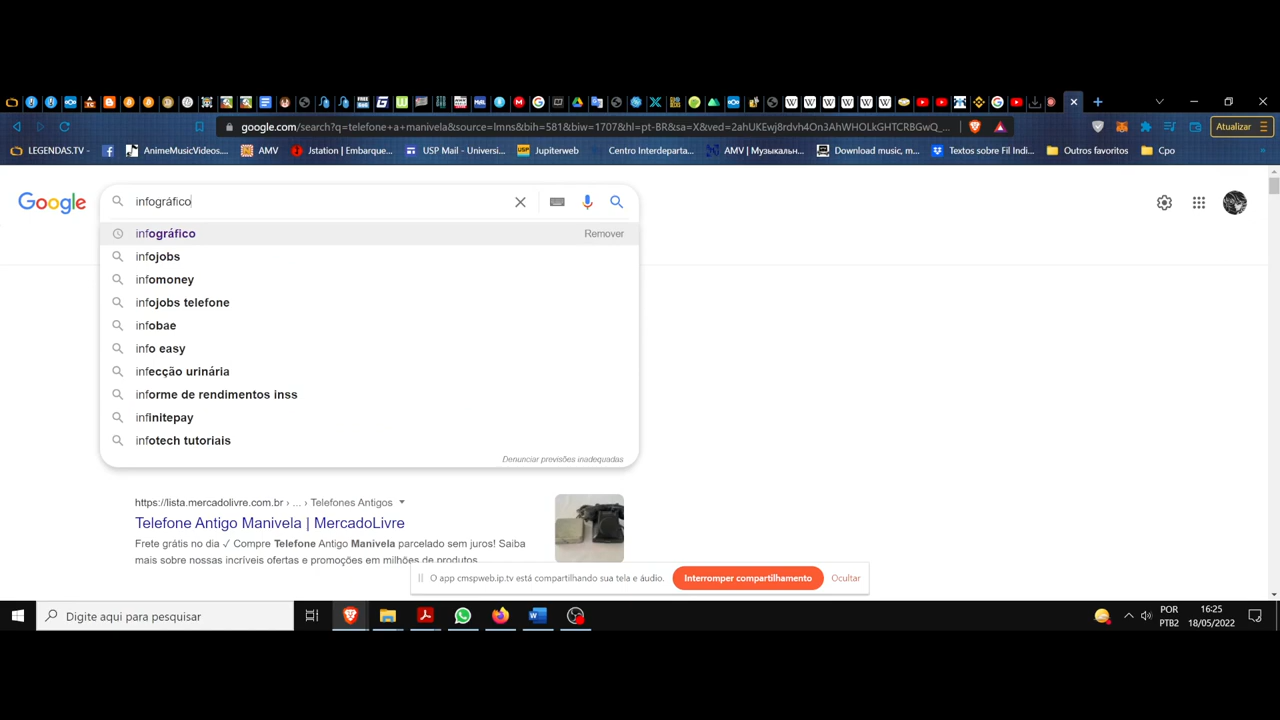 google.com/search?q=telefone+a+manivela&source=lmns&bih=581&biw=1707&hl=pt-BR&sa=X&ved=2ahUKEwj8rdvh4On3AhWHOLkGHTCRBGwQ_...
Atualizar
LEGENDAS.TV
AnimeMusicVideos...
AMV
Jstation (Embarque...
USP Mail - Universi...
Jupiterweb
Centro Interdeparta...
AMV | Музыкальн...
Download music, m...
Textos sobre Fil Indi...
Outros favoritos
Cpo
Google
infográfico
infográfico
Remover
infojobs
infomoney
infojobs telefone
infobae
info easy
infecção urinária
informe de rendimentos inss
infinitepay
infotech tutoriais
Denunciar previsões inadequadas
https://lista.mercadolivre.com.br › ... › Telefones Antigos
Telefone Antigo Manivela | MercadoLivre
Frete grátis no dia ✓ Compre Telefone Antigo Manivela parcelado sem juros! Saiba
mais sobre nossas incríveis ofertas e promoções em milhões de produtos.
O app cmspweb.ip.tv está compartilhando sua tela e áudio.
Interromper compartilhamento
Ocultar
Digite aqui para pesquisar
POR
PTB2
16:25
18/05/2022